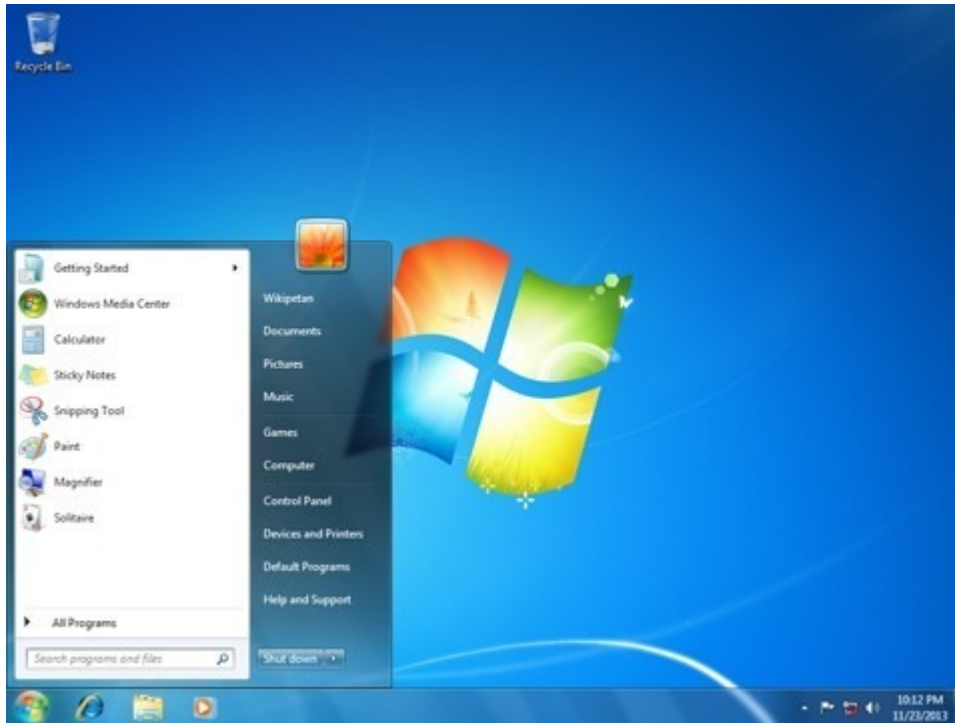 Recycle Bin
Getting Started
Windows Media Center
Calculator
Sticky Notes
Snipping Tool
Paint
Magnifier
Solitaire
All Programs
Search programs and files
Wikipetan
Documents
Pictures
Music
Games
Computer
Control Panel
Devices and Printers
Default Programs
Help and Support
Shut down
10:12 PM
11/23/2013